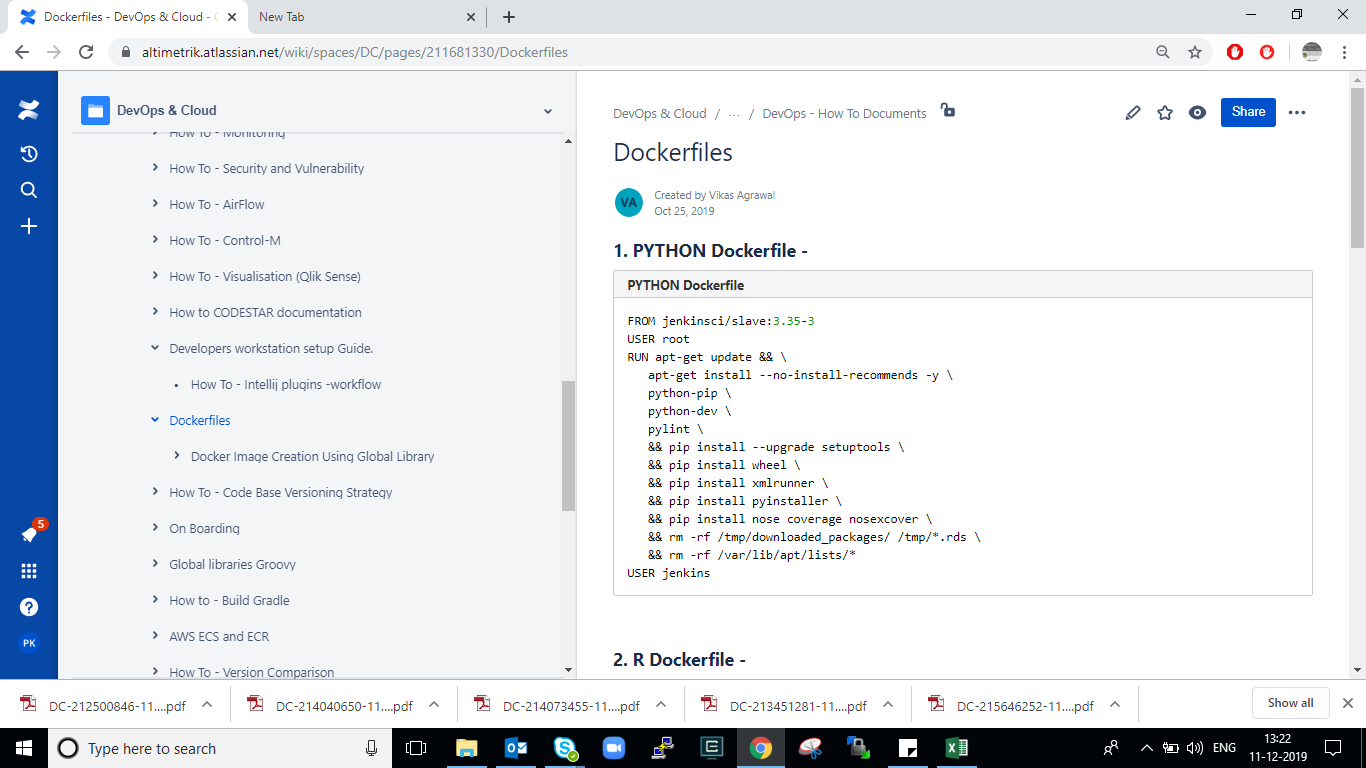 Dockerfiles - DevOps & Cloud -
New Tab
altimetrik.atlassian.net/wiki/spaces/DC/pages/211681330/Dockerfiles
DevOps & Cloud
How To - Monitoring
How To - Security and Vulnerability
How To - AirFlow
How To - Control-M
How To - Visualisation (Qlik Sense)
How to CODESTAR documentation
Developers workstation setup Guide.
How To - Intellij plugins -workflow
Dockerfiles
Docker Image Creation Using Global Library
How To - Code Base Versioning Strategy
On Boarding
Global libraries Groovy
How to - Build Gradle
AWS ECS and ECR
How To - Version Comparison
5
PK
DevOps & Cloud / ... / DevOps - How To Documents
Share
Dockerfiles
VA
Created by Vikas Agrawal
Oct 25, 2019
1. PYTHON Dockerfile -
PYTHON Dockerfile
FROM jenkinsci/slave:3.35-3
USER root
RUN apt-get update && \
apt-get install --no-install-recommends -y \
python-pip \
python-dev \
pylint \
&& pip install --upgrade setuptools \
&& pip install wheel \
&& pip install xmlrunner \
&& pip install pyinstaller \
&& pip install nose coverage nosexcover \
&& rm -rf /tmp/downloaded_packages/ /tmp/*.rds \
&& rm -rf /var/lib/apt/lists/*
USER jenkins
2. R Dockerfile -
DC-212500846-11....pdf
DC-214040650-11....pdf
DC-214073455-11....pdf
DC-213451281-11....pdf
DC-215646252-11....pdf
Show all
Type here to search
ENG
13:22
11-12-2019